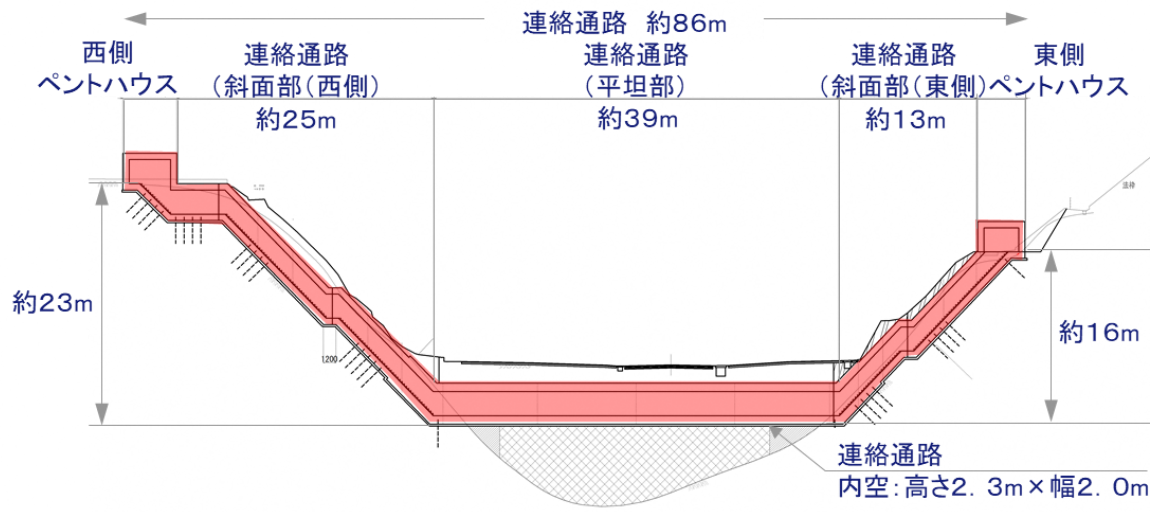 連絡通路 約86m
西側
ペントハウス
連絡通路
(斜面部(西側)
約25m
連絡通路
(平坦部)
約39m
連絡通路
(斜面部(東側)
約13m
東側
ペントハウス
約23m
1,200
約16m
連絡通路
内空:高さ2.3m×幅2.0m